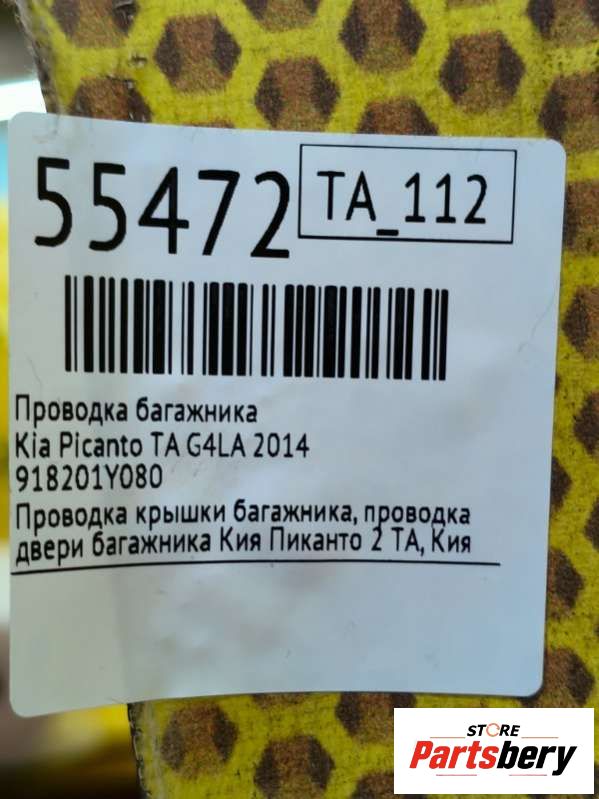 55472
TA_112
Проводка багажника
Kia Picanto TA G4LA 2014
918201Y080
Проводка крышки багажника, проводка
двери багажника Кия Пиканто 2 ТА, Кия
STORE
Partsbery